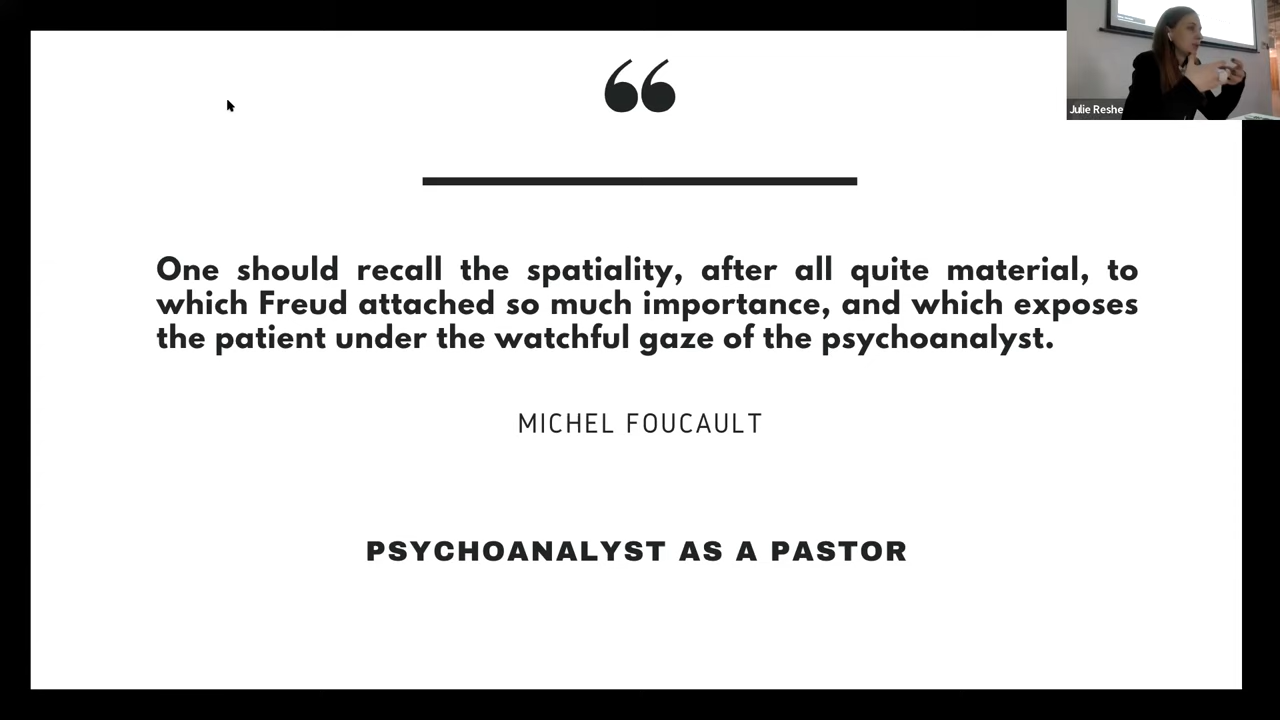 Julie Reshe
“
One should recall the spatiality, after all quite material, to
which Freud attached so much importance, and which exposes
the patient under the watchful gaze of the psychoanalyst.
MICHEL FOUCAULT
PSYCHOANALYST AS A PASTOR